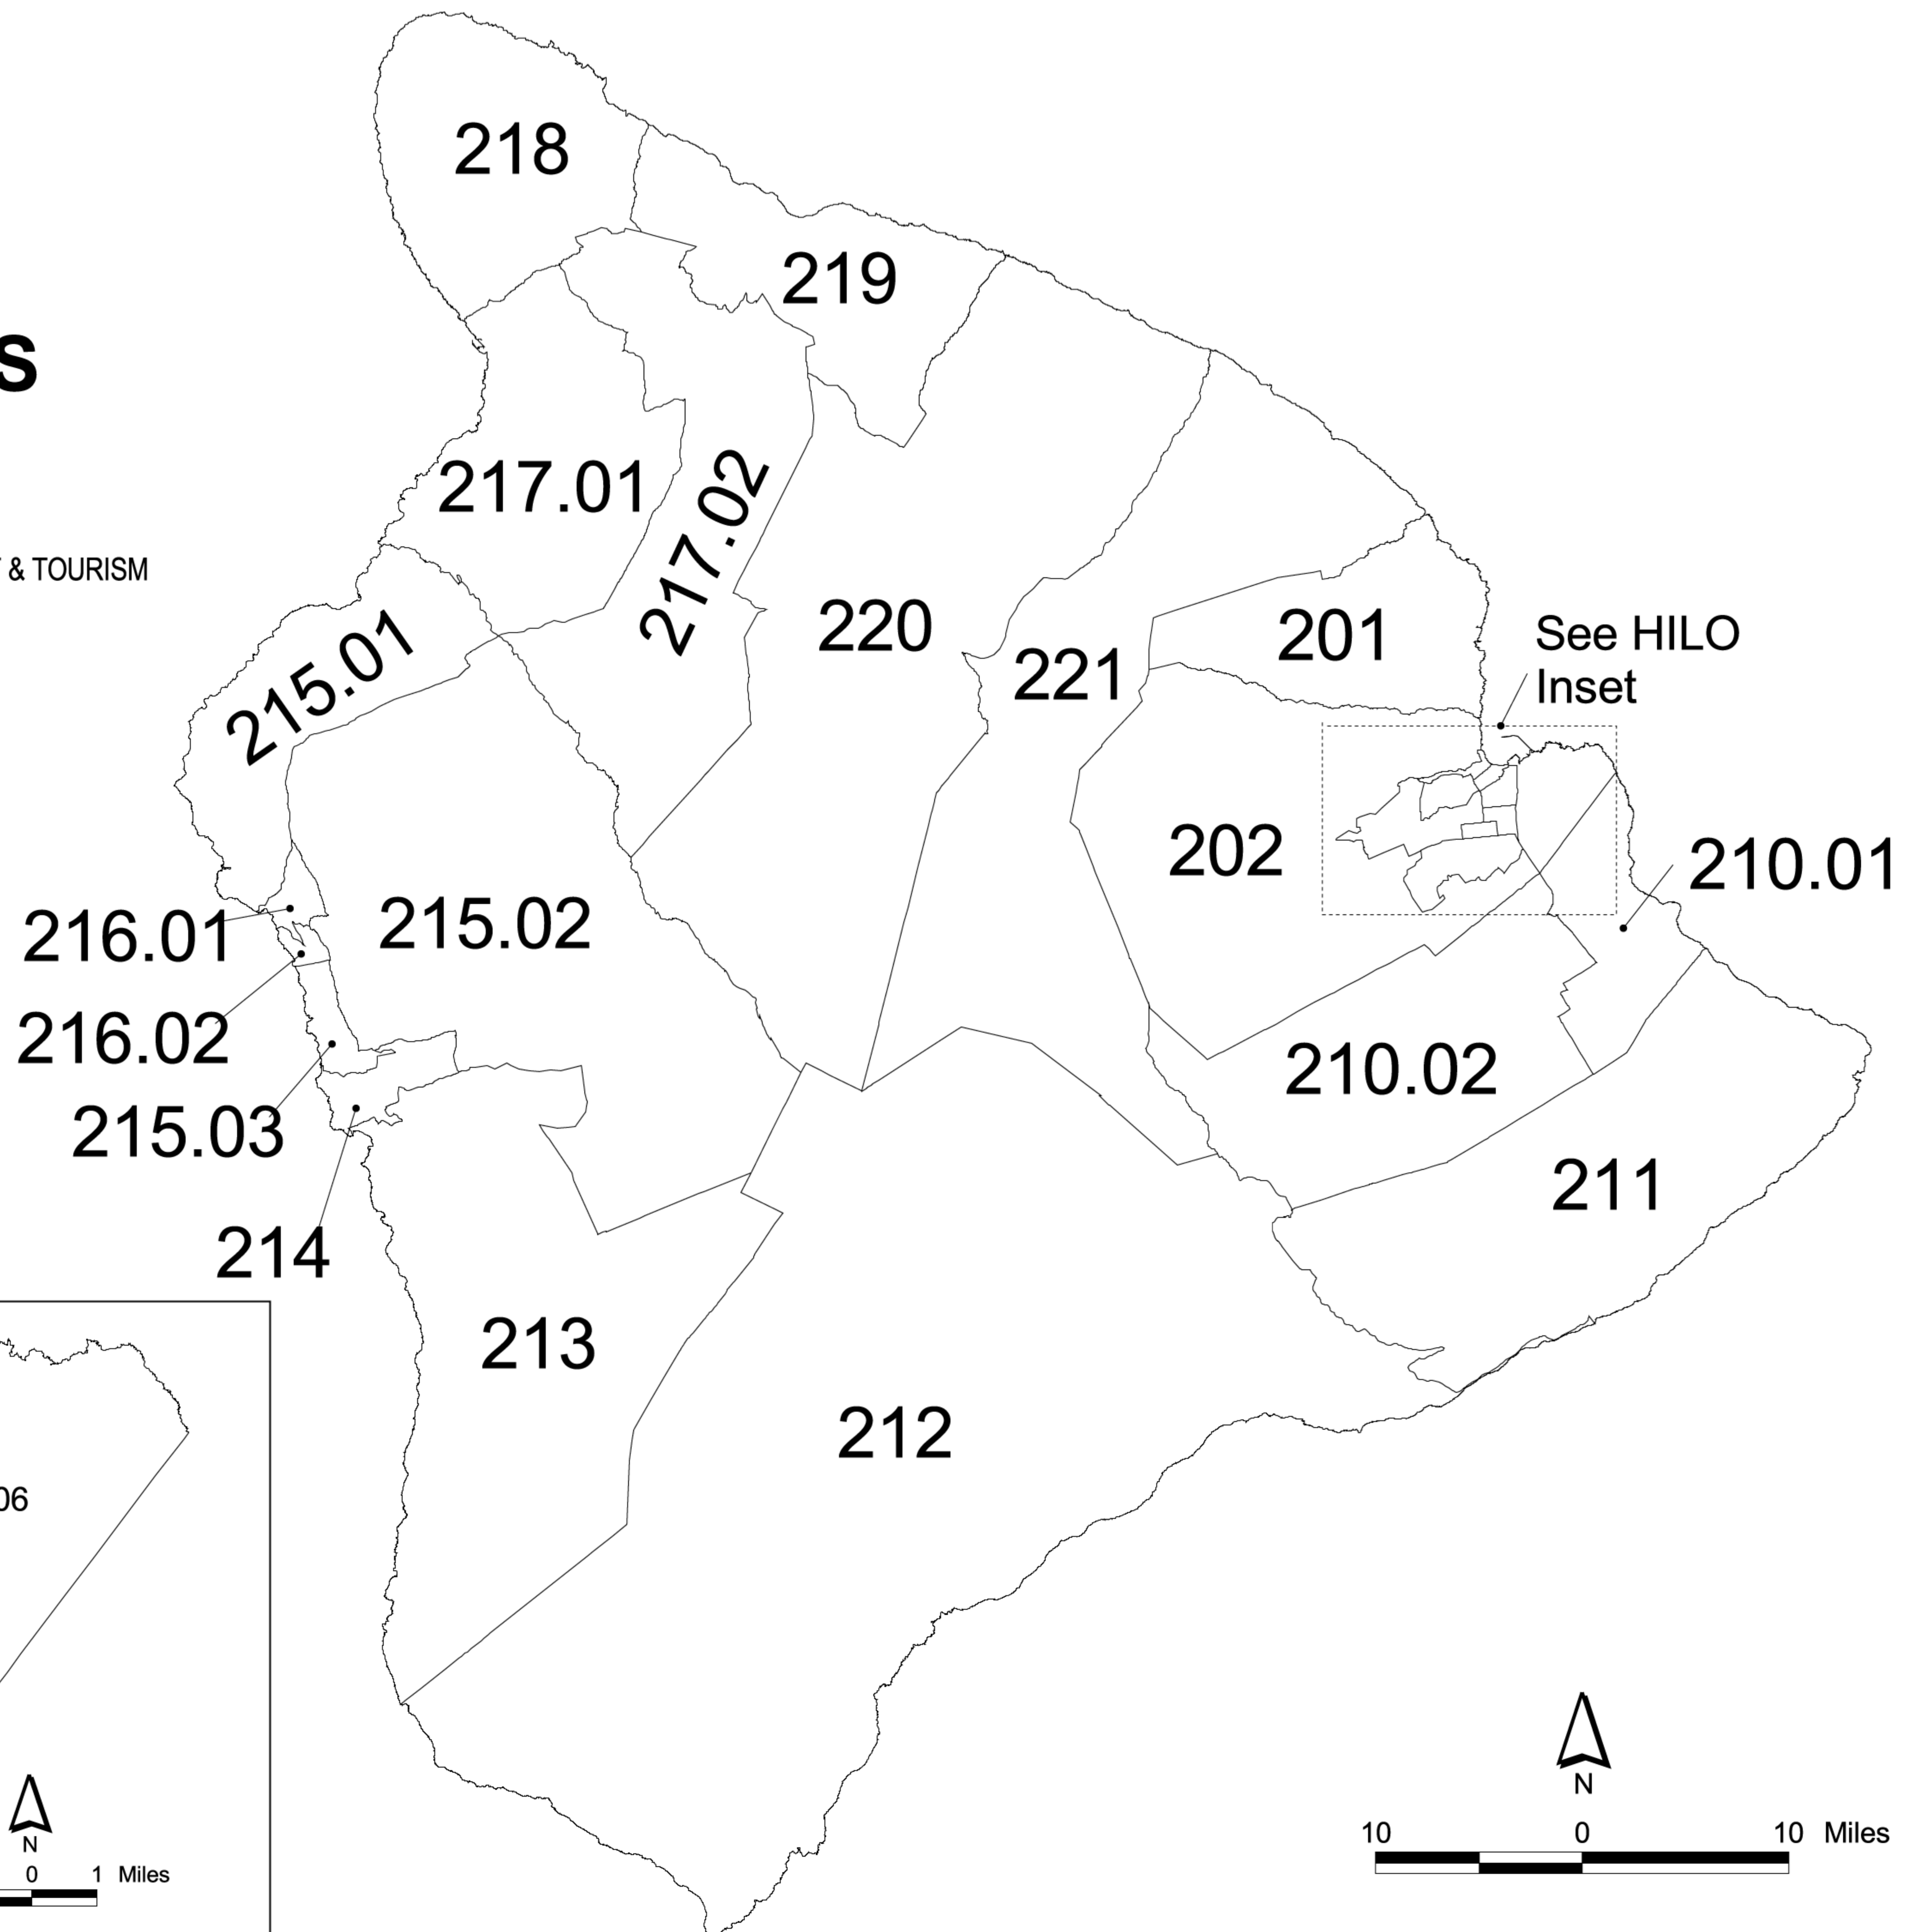 218
219
s
217.01
217.02
& TOURISM
220
201
215.01
See HILO
Inset
221
202
210.01
216.01
215.02
216.02
210.02
215.03
211
214
213
212
06
N
N
10 0 10 Miles
0 1 Miles